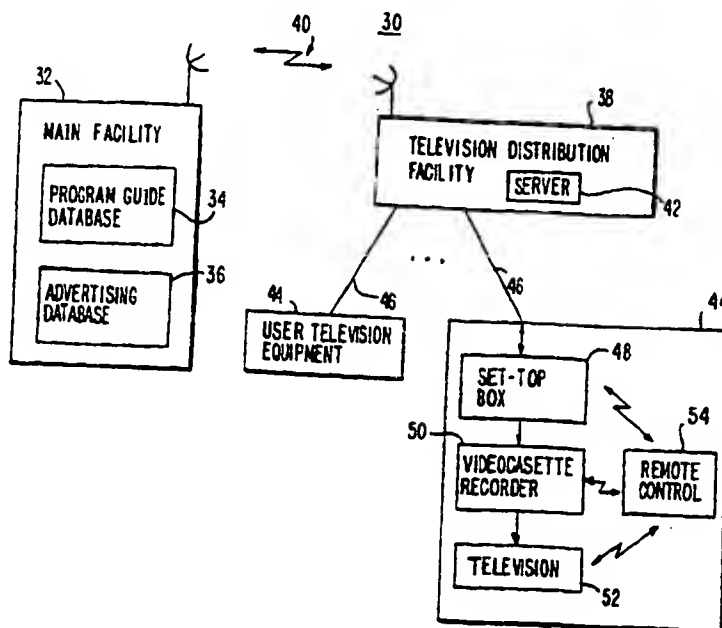 40
30
32
38
MAIN FACILITY
PROGRAM GUIDE
DATABASE
34
ADVERTISING
DATABASE
36
TELEVISION DISTRIBUTION
FACILITY
SERVER
42
...
46
46
44
USER TELEVISION
EQUIPMENT
44
SET-TOP
BOX
48
50
VIDEOCASETTE
RECORDER
54
REMOTE
CONTROL
TELEVISION
52